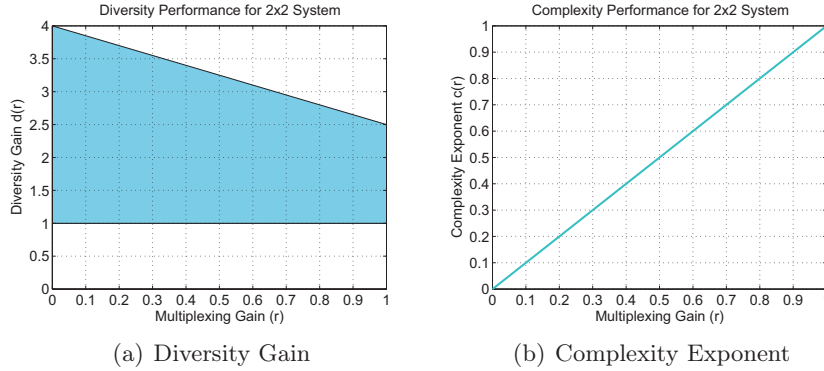 Diversity Performance for 2x2 System
4
3.5
3
2.5
2
1.5
1
0.5
0
Diversity Gain d(r)
0 0.1 0.2 0.3 0.4 0.5 0.6 0.7 0.8 0.9 1
Multiplexing Gain (r)
(a) Diversity Gain
Complexity Performance for 2x2 System
1
0.9
0.8
0.7
0.6
0.5
0.4
0.3
0.2
0.1
0
Complexity Exponent c(r)
0 0.1 0.2 0.3 0.4 0.5 0.6 0.7 0.8 0.9
Multiplexing Gain (r)
(b) Complexity Exponent